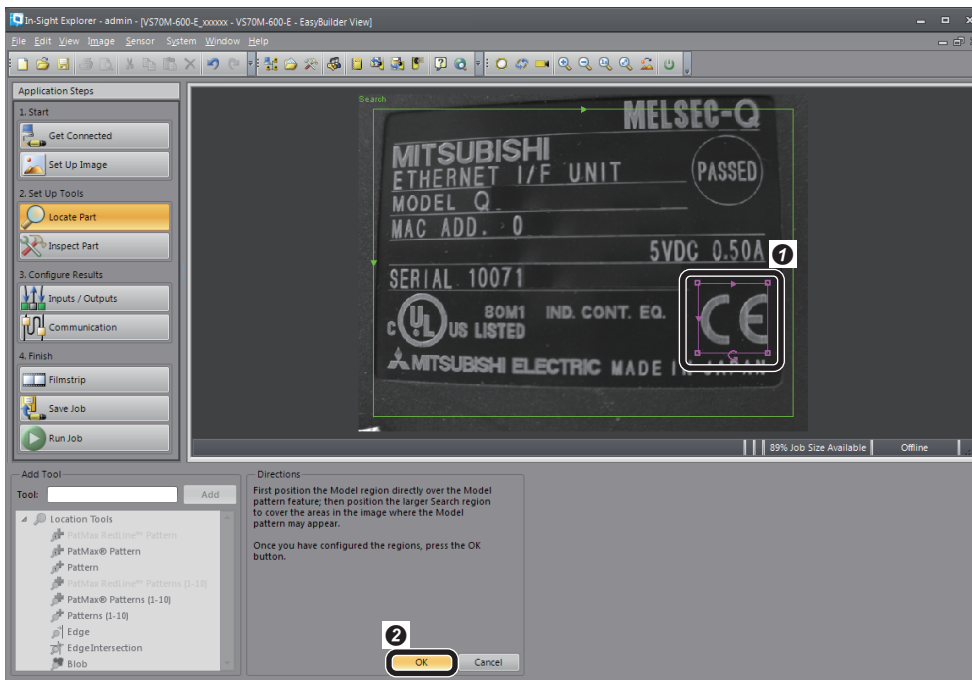 In-Sight Explorer - admin - [VS70M-600-E_xxxxxx - VS70M-600-E - EasyBuilder View]
File Edit View Image Sensor System Window Help
Application Steps
1. Start
Get Connected
Set Up Image
2. Set Up Tools
Locate Part
Inspect Part
3. Configure Results
Inputs / Outputs
Communication
4. Finish
Filmstrip
Save Job
Run Job
Search
MELSEC-Q
MITSUBISHI
ETHERNET I/F UNIT
PASSED
MODEL Q
MAC ADD. 0
5VDC 0.50A
1
SERIAL 10071
C UL US LISTED
80M1 IND. CONT. EQ.
CE
MITSUBISHI ELECTRIC MADE IN JAPAN
89% Job Size Available
Offline
Add Tool
Tool:
Add
Location Tools
PatMax RedLine™ Pattern
PatMax® Pattern
Pattern
PatMax RedLine™ Patterns (1-10)
PatMax® Patterns (1-10)
Patterns (1-10)
Edge
Edge Intersection
Blob
Directions
First position the Model region directly over the Model
pattern feature; then position the larger Search region
to cover the areas in the image where the Model
pattern may appear.
Once you have configured the regions, press the OK
button.
2
OK
Cancel